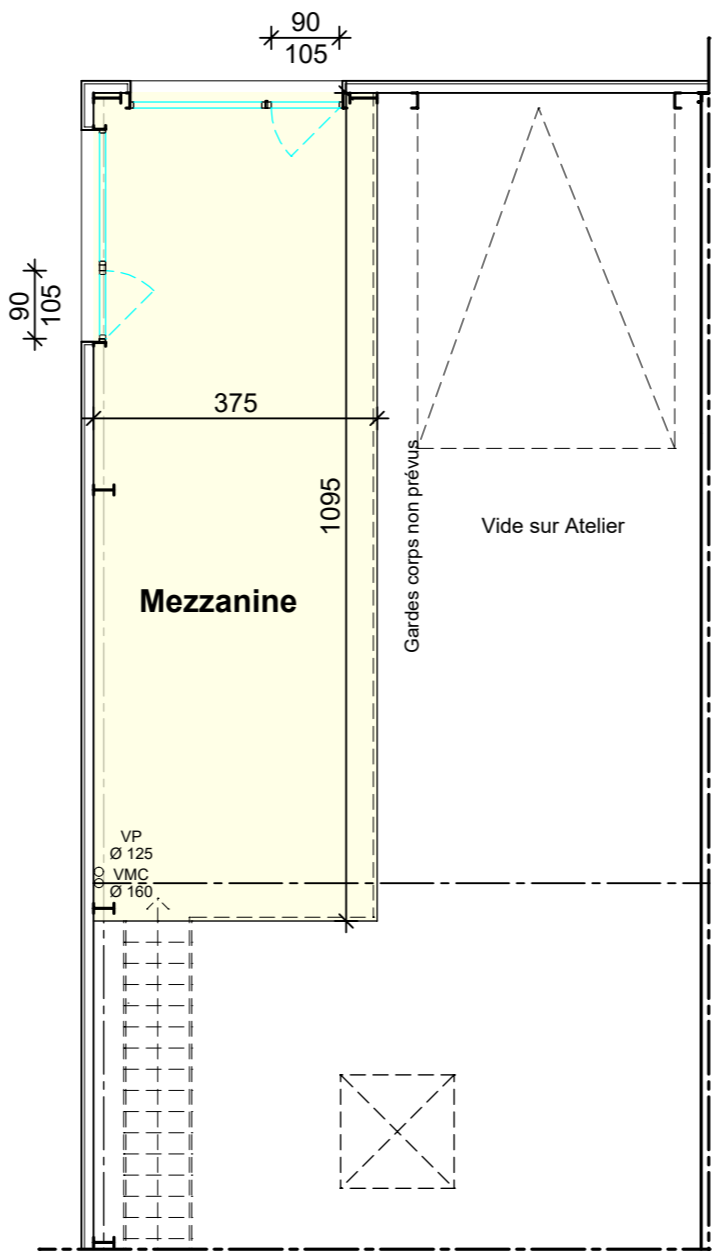 90
105
90
105
375
1095
Gardes corps non prévus
Vide sur Atelier
Mezzanine
VP
Ø 125
VMC
Ø 160